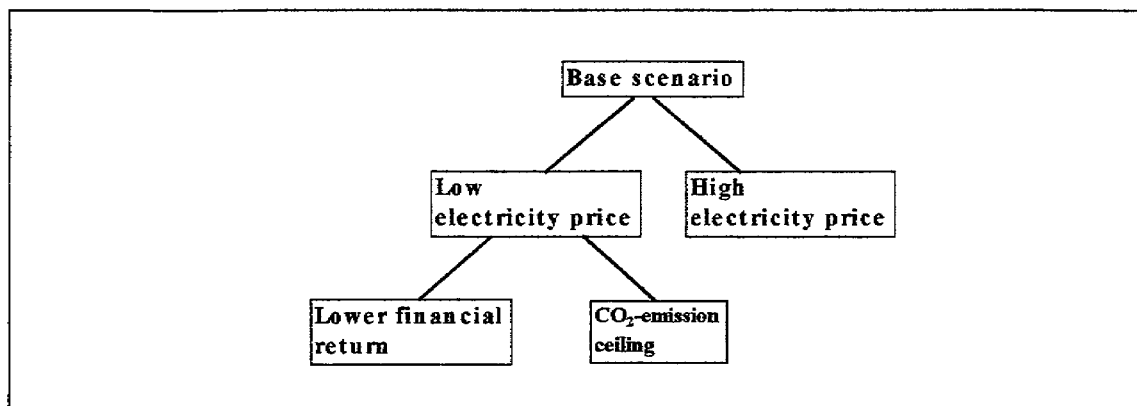 Base scenario
Low
electricity price
High
electricity price
Lower financial
return
CO₂-emission
ceiling